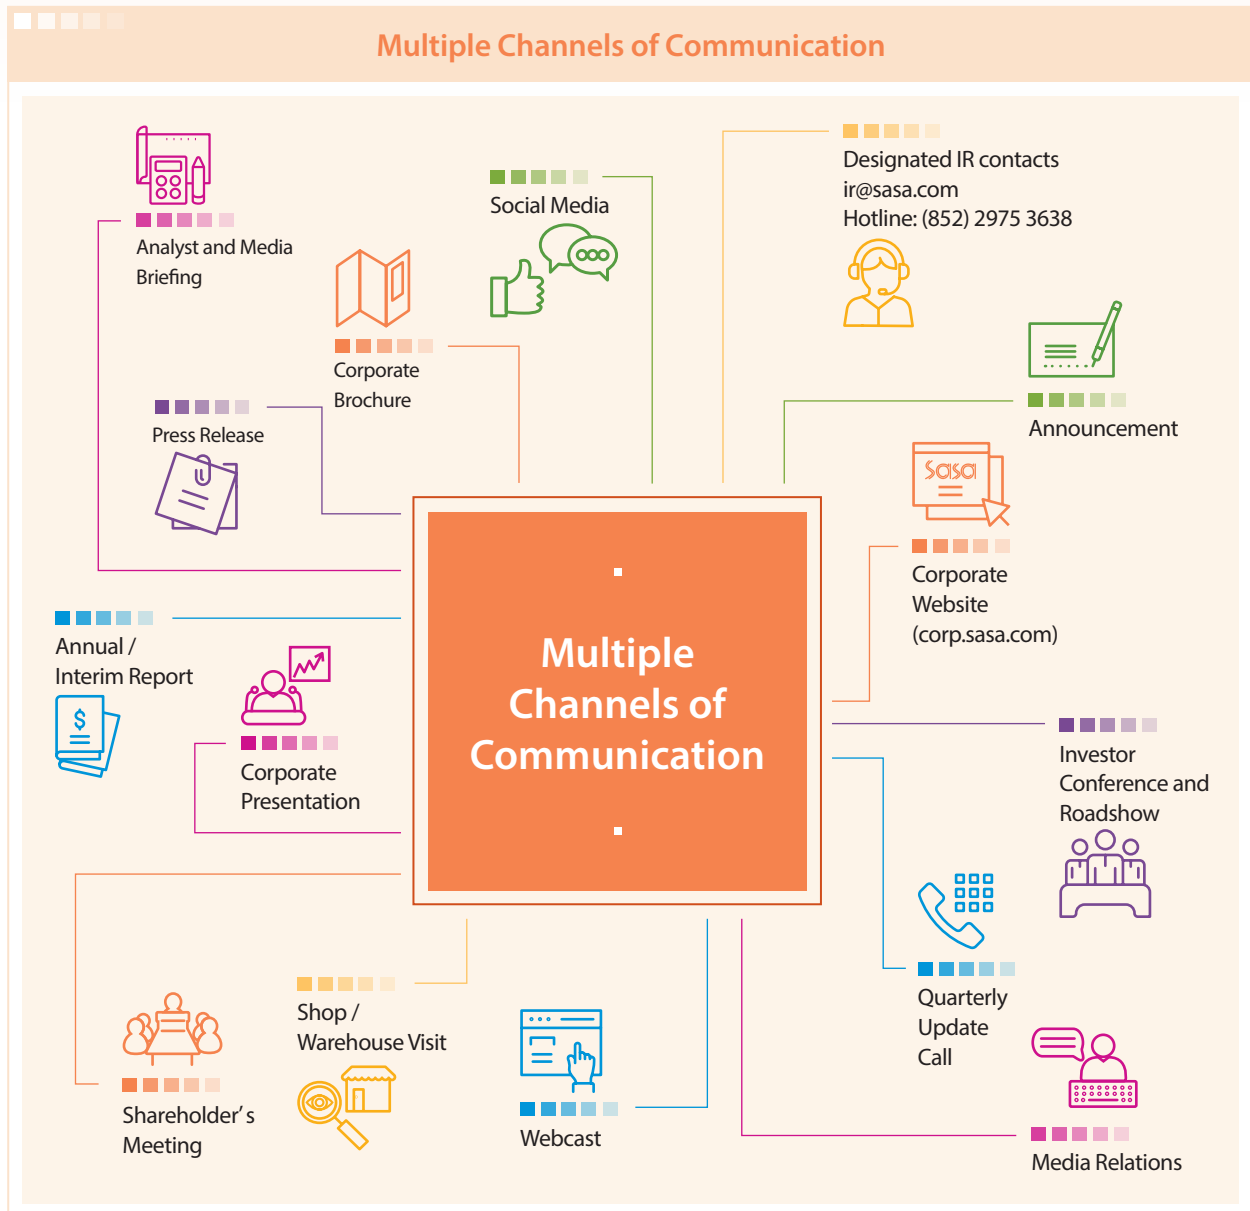 Multiple Channels of Communication
Analyst and Media
Briefing
Social Media
Designated IR contacts
ir@sasa.com
Hotline: (852) 2975 3638
Corporate
Brochure
Announcement
Press Release
sasa
Corporate
Website
(corp.sasa.com)
Annual /
Interim Report
$
Corporate
Presentation
Multiple
Channels of
Communication
Investor
Conference and
Roadshow
Quarterly
Update
Call
Shop /
Warehouse Visit
Shareholder's
Meeting
Webcast
Media Relations